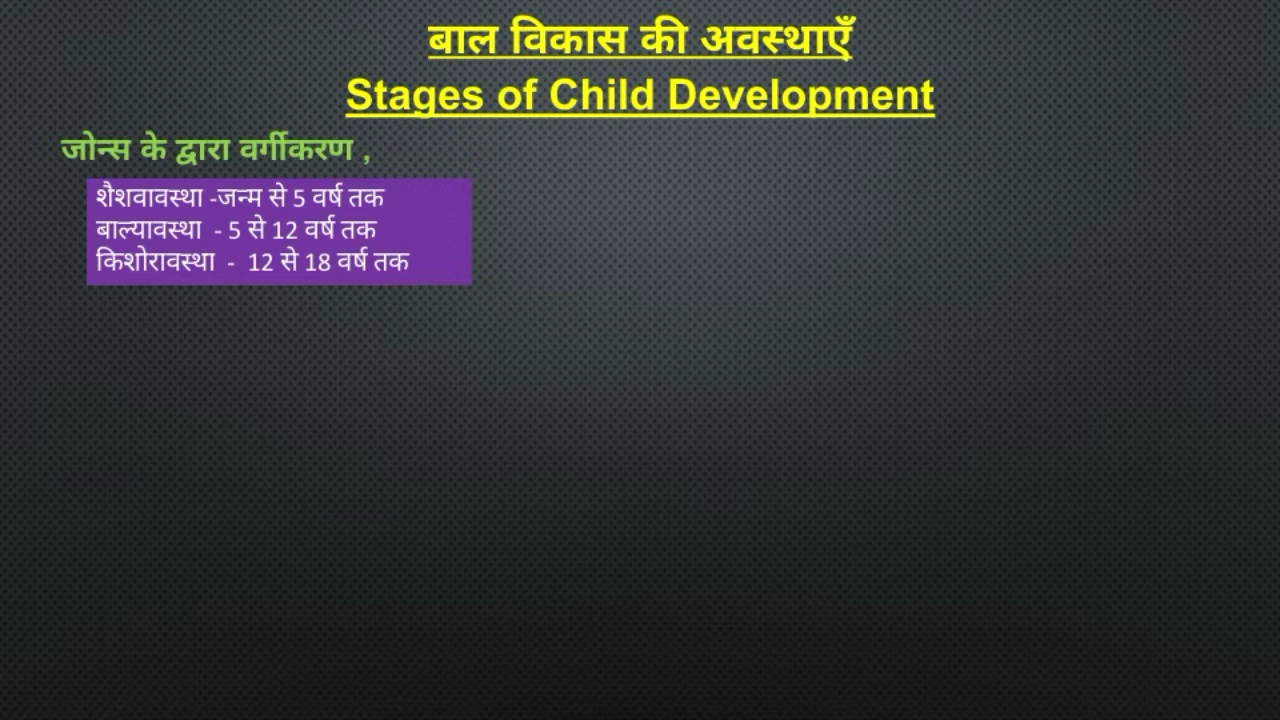 बाल विकास की अवस्थाएँ
Stages of Child Development
जोन्स के द्वारा वर्गीकरण ,
शैशवावस्था -जन्म से 5 वर्ष तक
बाल्यावस्था - 5 से 12 वर्ष तक
किशोरावस्था - 12 से 18 वर्ष तक